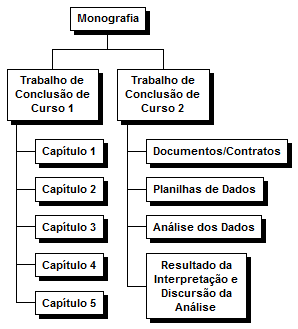 Monografia
Trabalho de
Conclusão de
Curso 1
Trabalho de
Conclusão de
Curso 2
Capítulo 1
Capítulo 2
Capítulo 3
Capítulo 4
Capítulo 5
Documentos/Contratos
Planilhas de Dados
Análise dos Dados
Resultado da
Interpretação e
Discursão da
Análise